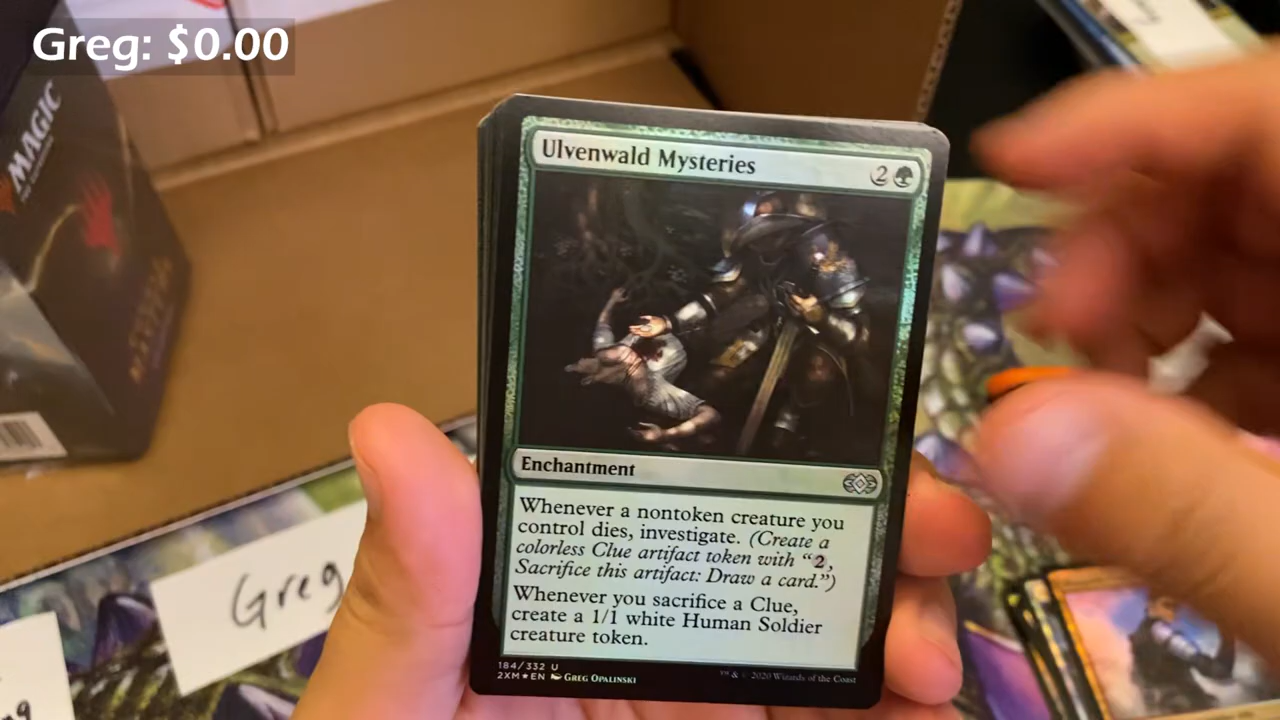 Greg: $0.00
MAGIC
Ulvenwald Mysteries
2
Enchantment
Whenever a nontoken creature you
control dies, investigate. (Create a
colorless Clue artifact token with “2,
Sacrifice this artifact: Draw a card.”)
Whenever you sacrifice a Clue,
create a 1/1 white Human Soldier
creature token.
184/332 U
2XM★EN Greg Opalinski
™ & © 2020 Wizards of the Coast
Greg